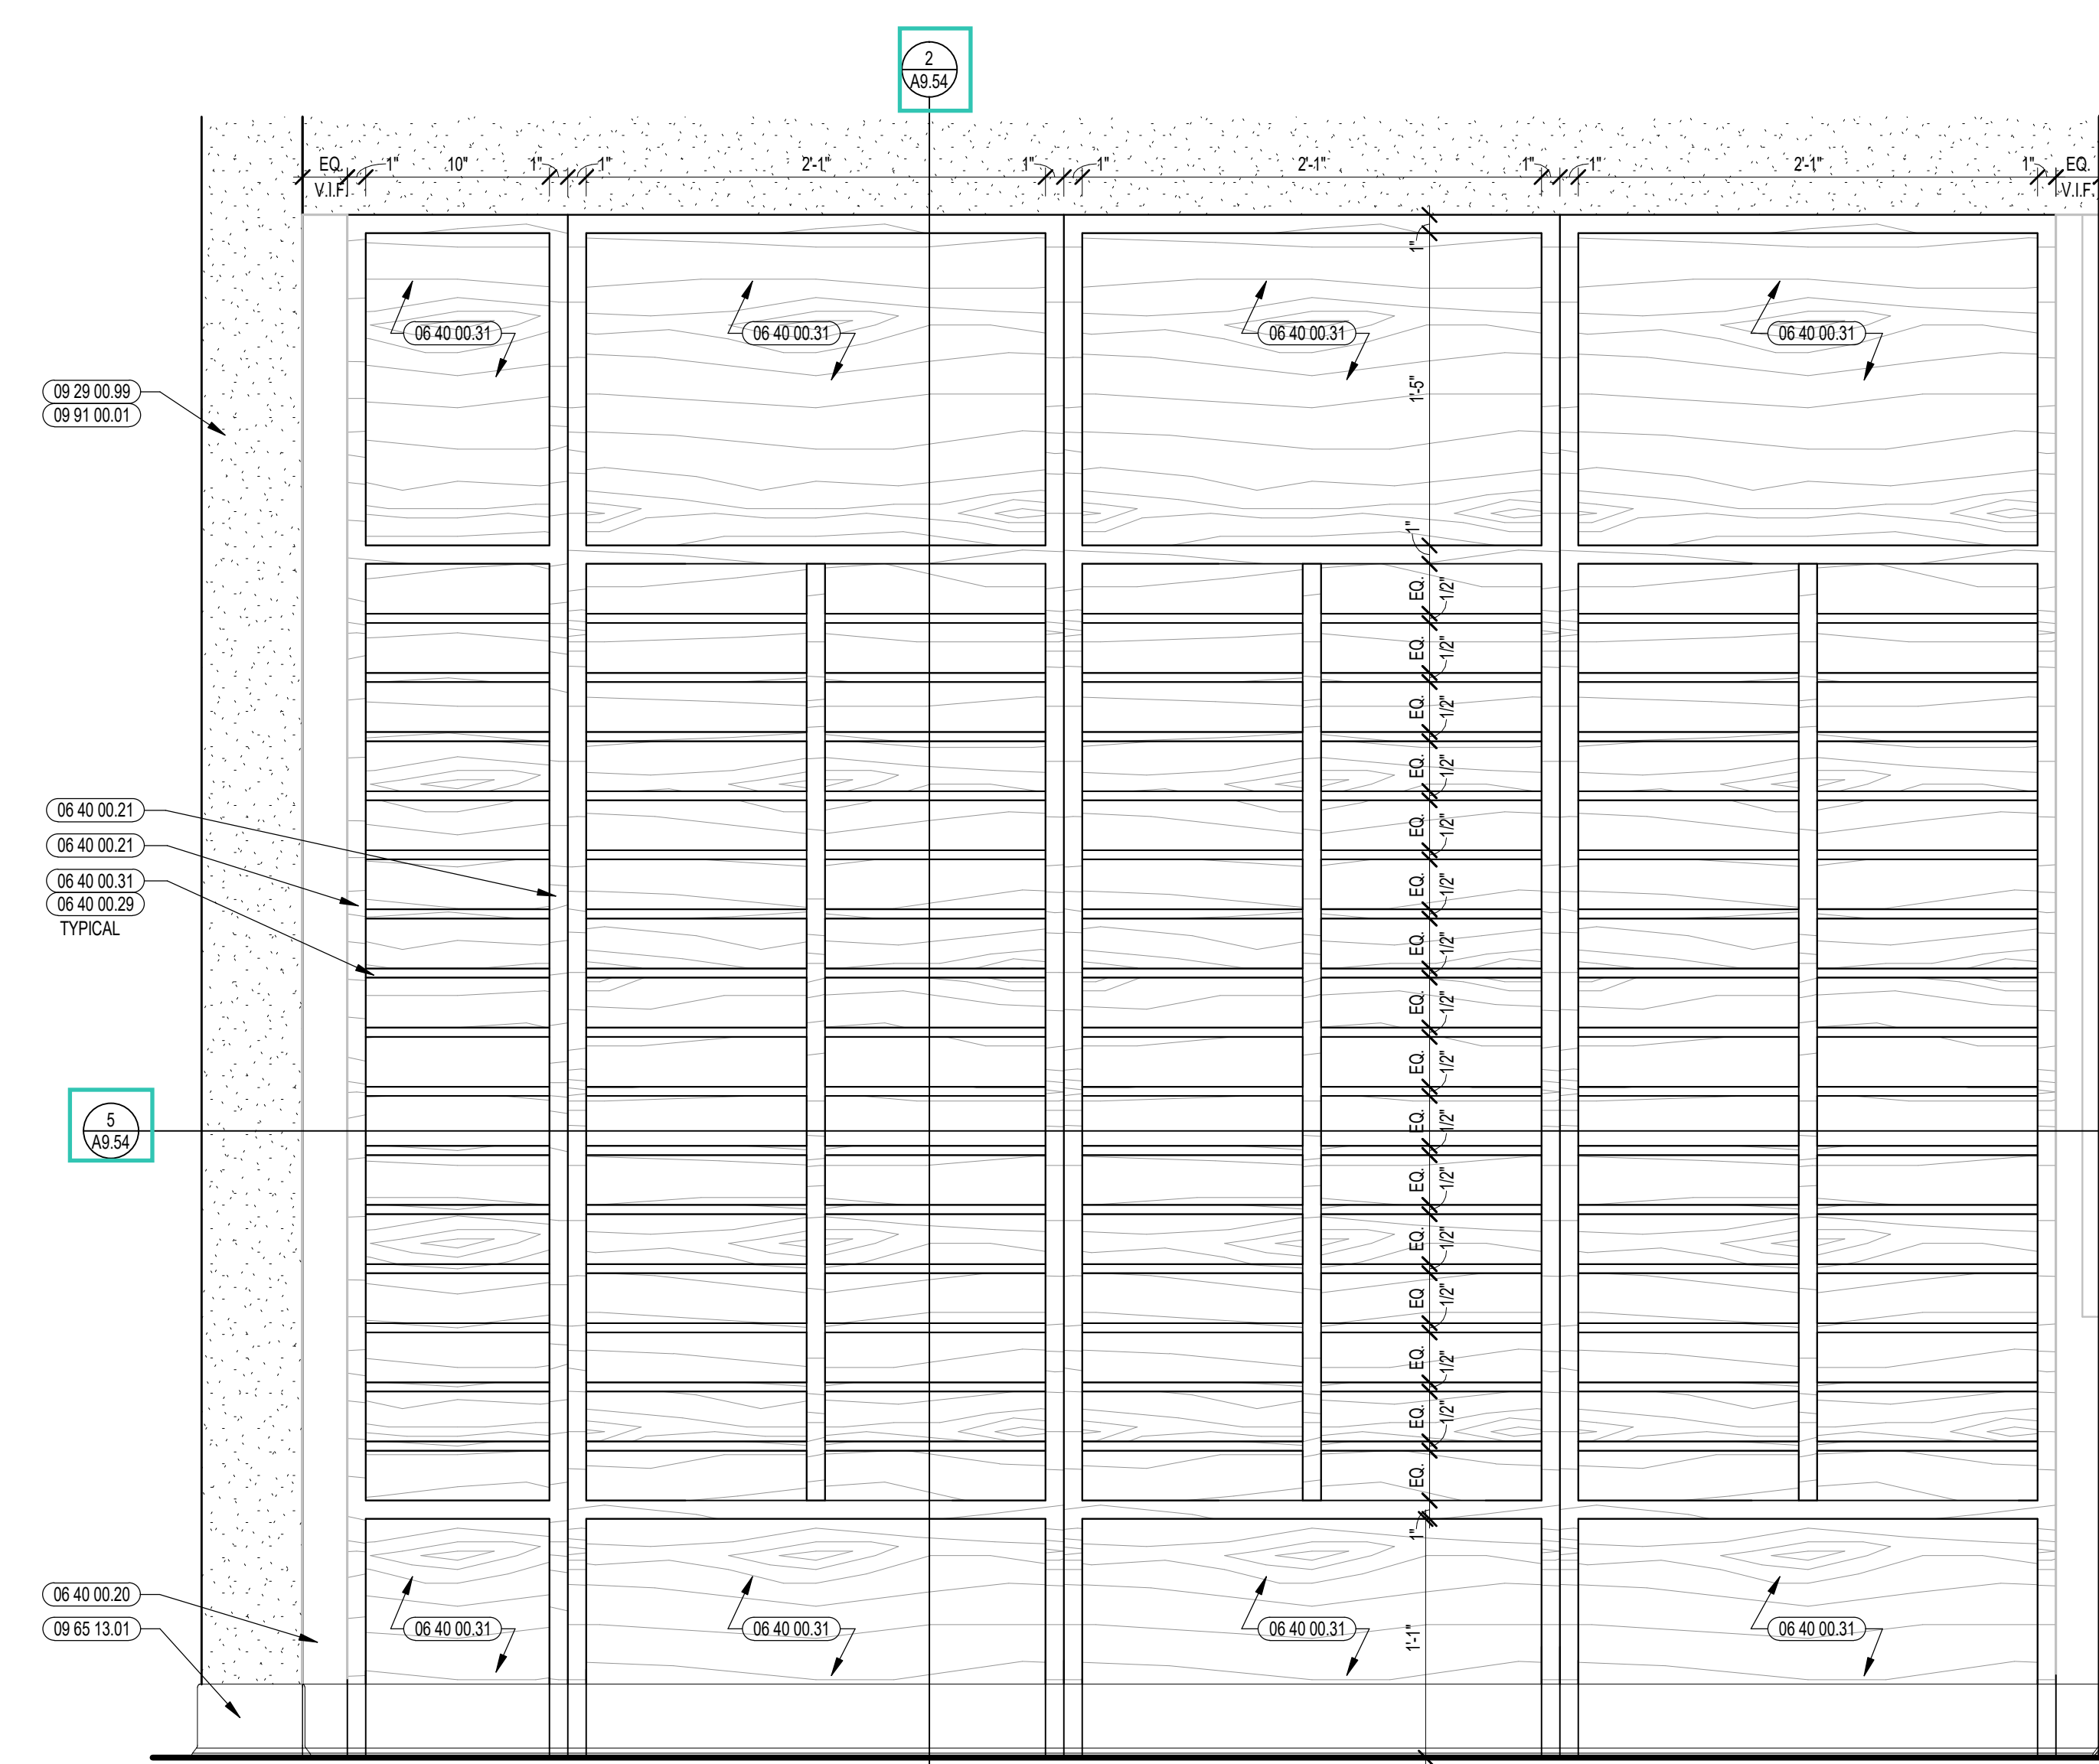 2
A9.54
EQ. 1" 10" 1" 1" 2'-1" 1" 1" 2'-1" 1" 1" 2'-1" 1" EQ.
V.I.F. V.I.F.
1"
06 40 00.31 06 40 00.31 06 40 00.31 06 40 00.31
09 29 00.99
09 91 00.01
1'-5"
1"
EQ. 1/2"
EQ. 1/2"
EQ. 1/2"
EQ. 1/2"
06 40 00.21
EQ. 1/2"
06 40 00.21
06 40 00.31
EQ. 1/2"
06 40 00.29
TYPICAL
EQ. 1/2"
EQ. 1/2"
EQ. 1/2"
5
A9.54
EQ. 1/2"
EQ. 1/2"
EQ. 1/2"
EQ 1/2"
EQ. 1/2"
EQ. 1/2"
EQ.
1"
06 40 00.20
09 65 13.01
06 40 00.31 06 40 00.31 06 40 00.31 06 40 00.31
1'-1"